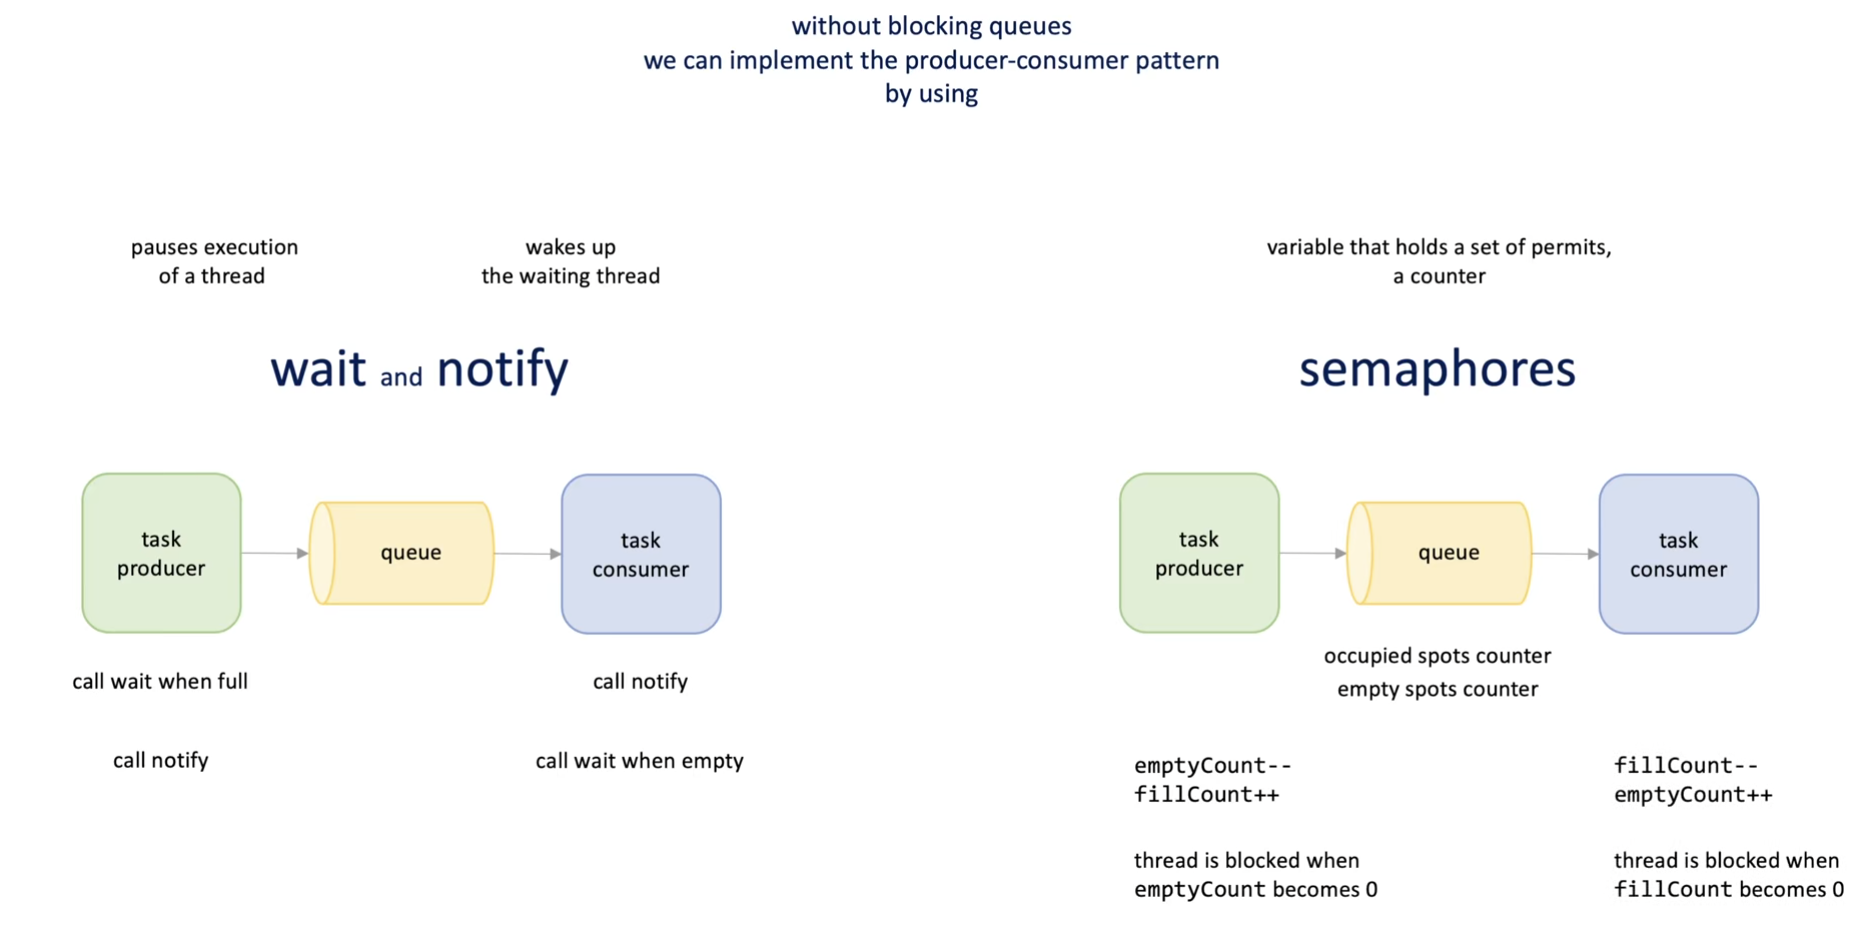 without blocking queues
we can implement the producer-consumer pattern
by using
pauses execution
of a thread
wakes up
the waiting thread
wait and notify
task
producer
queue
task
consumer
call wait when full
call notify
call notify
call wait when empty
variable that holds a set of permits,
a counter
semaphores
task
producer
queue
task
consumer
occupied spots counter
empty spots counter
emptyCount--
fillCount++
thread is blocked when
emptyCount becomes 0
fillCount--
emptyCount++
thread is blocked when
fillCount becomes 0